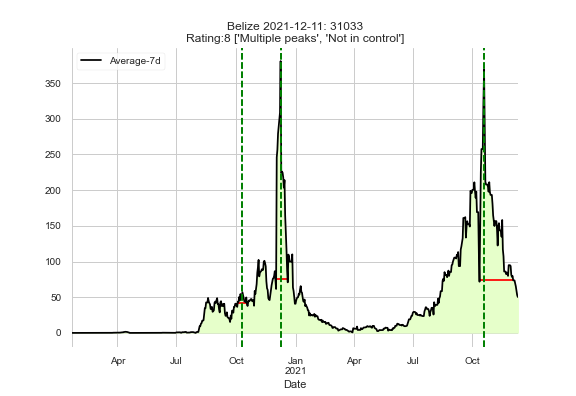 Belize 2021-12-11: 31033
Rating:8 ['Multiple peaks', 'Not in control']
Average-7d
350
300
250
200
150
100
50
0
Apr Jul Oct Jan Apr Jul Oct
2021
Date